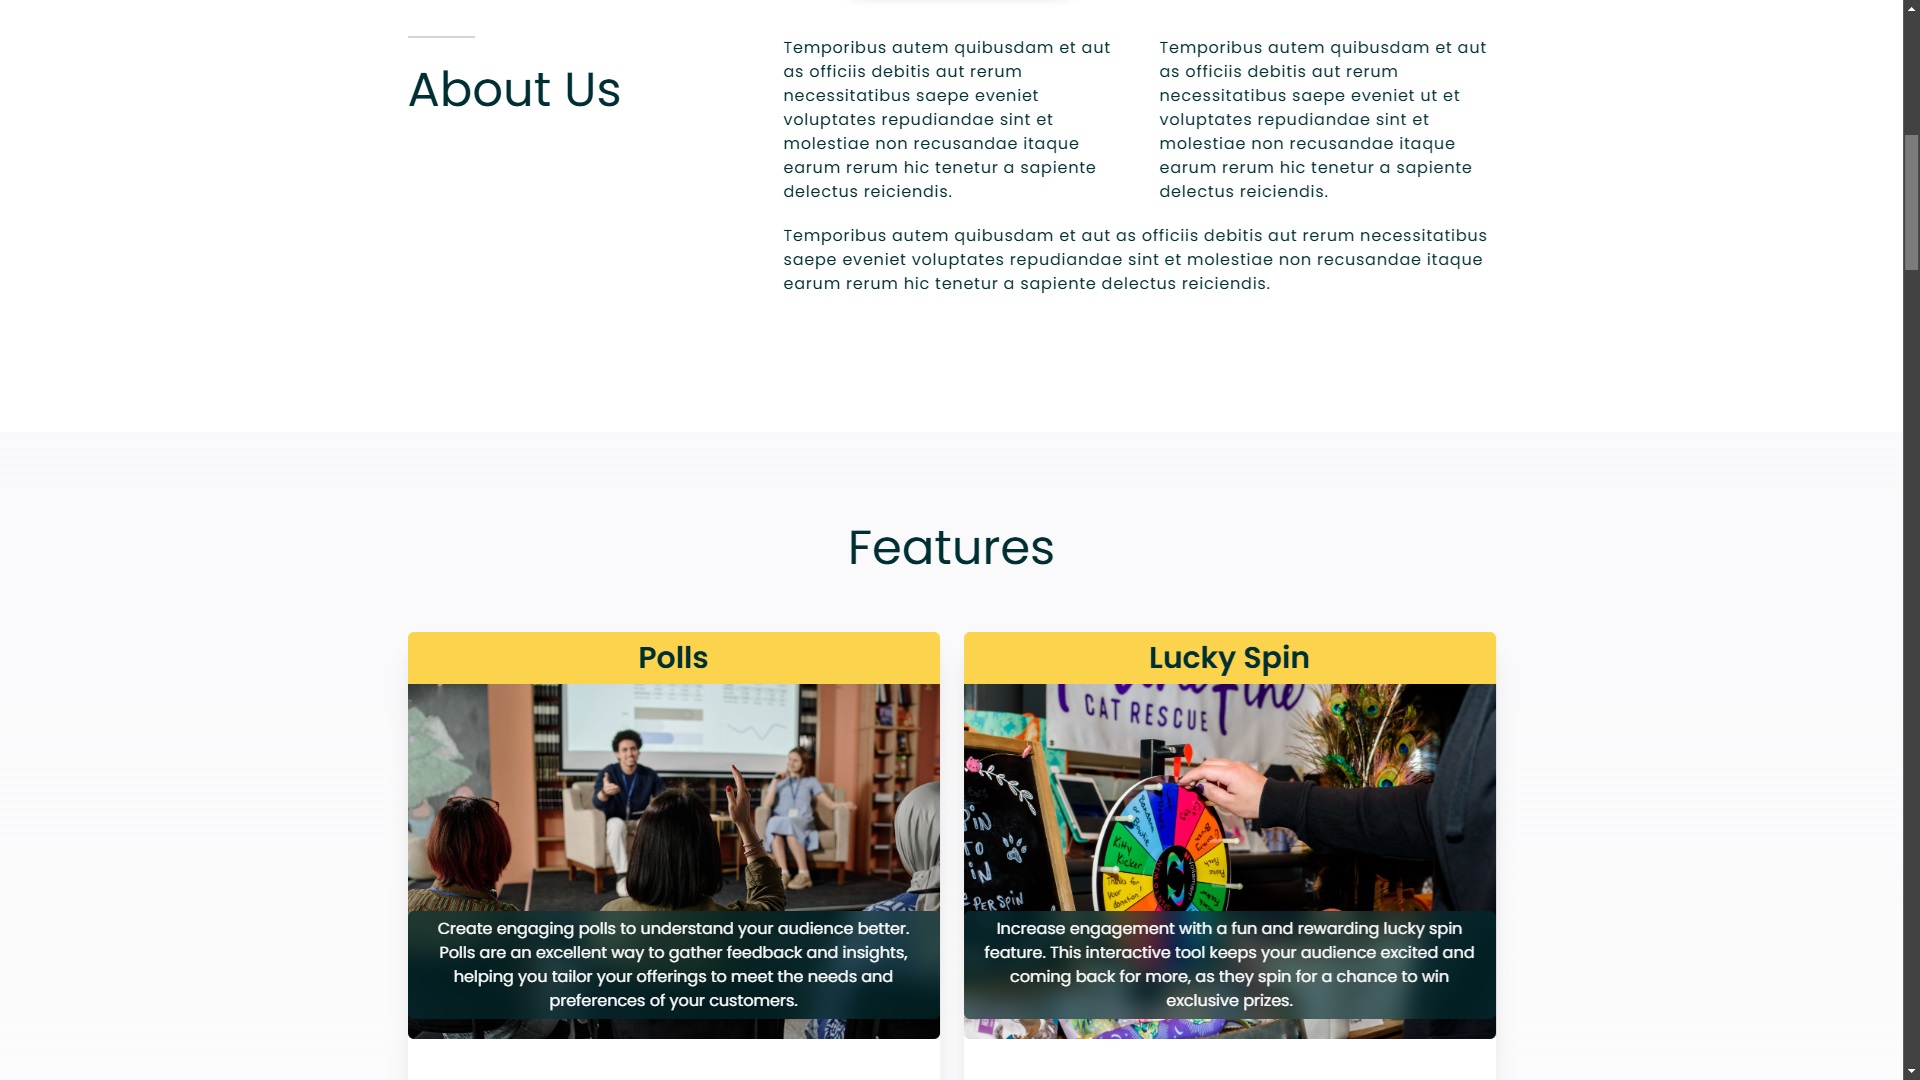 About Us
Temporibus autem quibusdam et aut
as officiis debitis aut rerum
necessitatibus saepe eveniet
voluptates repudiandae sint et
molestiae non recusandae itaque
earum rerum hic tenetur a sapiente
delectus reiciendis.
Temporibus autem quibusdam et aut
as officiis debitis aut rerum
necessitatibus saepe eveniet ut et
voluptates repudiandae sint et
molestiae non recusandae itaque
earum rerum hic tenetur a sapiente
delectus reiciendis.
Temporibus autem quibusdam et aut as officiis debitis aut rerum necessitatibus
saepe eveniet voluptates repudiandae sint et molestiae non recusandae itaque
earum rerum hic tenetur a sapiente delectus reiciendis.
Features
Polls
Create engaging polls to understand your audience better.
Polls are an excellent way to gather feedback and insights,
helping you tailor your offerings to meet the needs and
preferences of your customers.
Lucky Spin
CAT RESCUE
Kitty
Kicker
Thanks for
your
donation!
PER SPIN
Increase engagement with a fun and rewarding lucky spin
feature. This interactive tool keeps your audience excited and
coming back for more, as they spin for a chance to win
exclusive prizes.